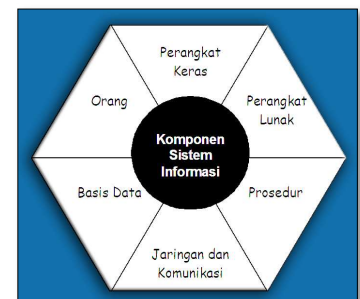 Perangkat
Keras
Orang
Perangkat
Lunak
Komponen
Sistem
Informasi
Basis Data
Prosedur
Jaringan dan
Komunikasi